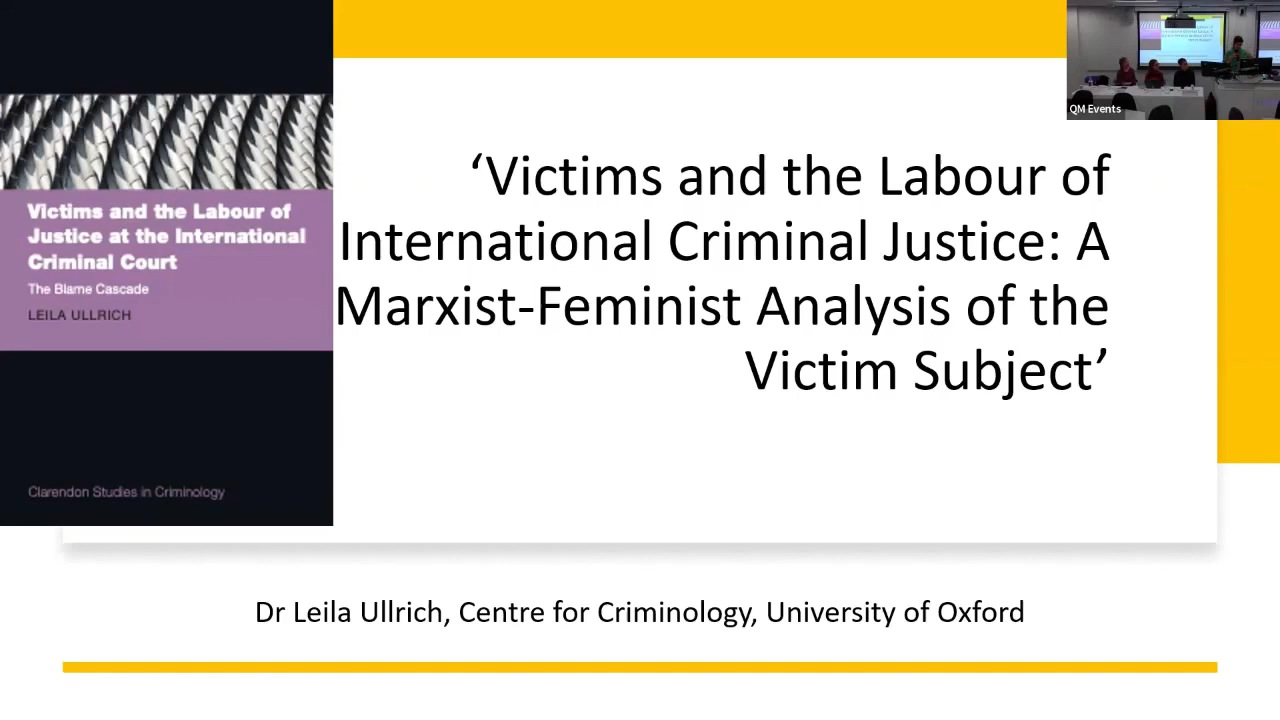 Victims and the Labour of
Justice at the International
Criminal Court
The Blame Cascade
LEILA ULLRICH
Clarendon Studies in Criminology
QM Events
‘Victims and the Labour of
International Criminal Justice: A
Marxist-Feminist Analysis of the
Victim Subject’
Dr Leila Ullrich, Centre for Criminology, University of Oxford